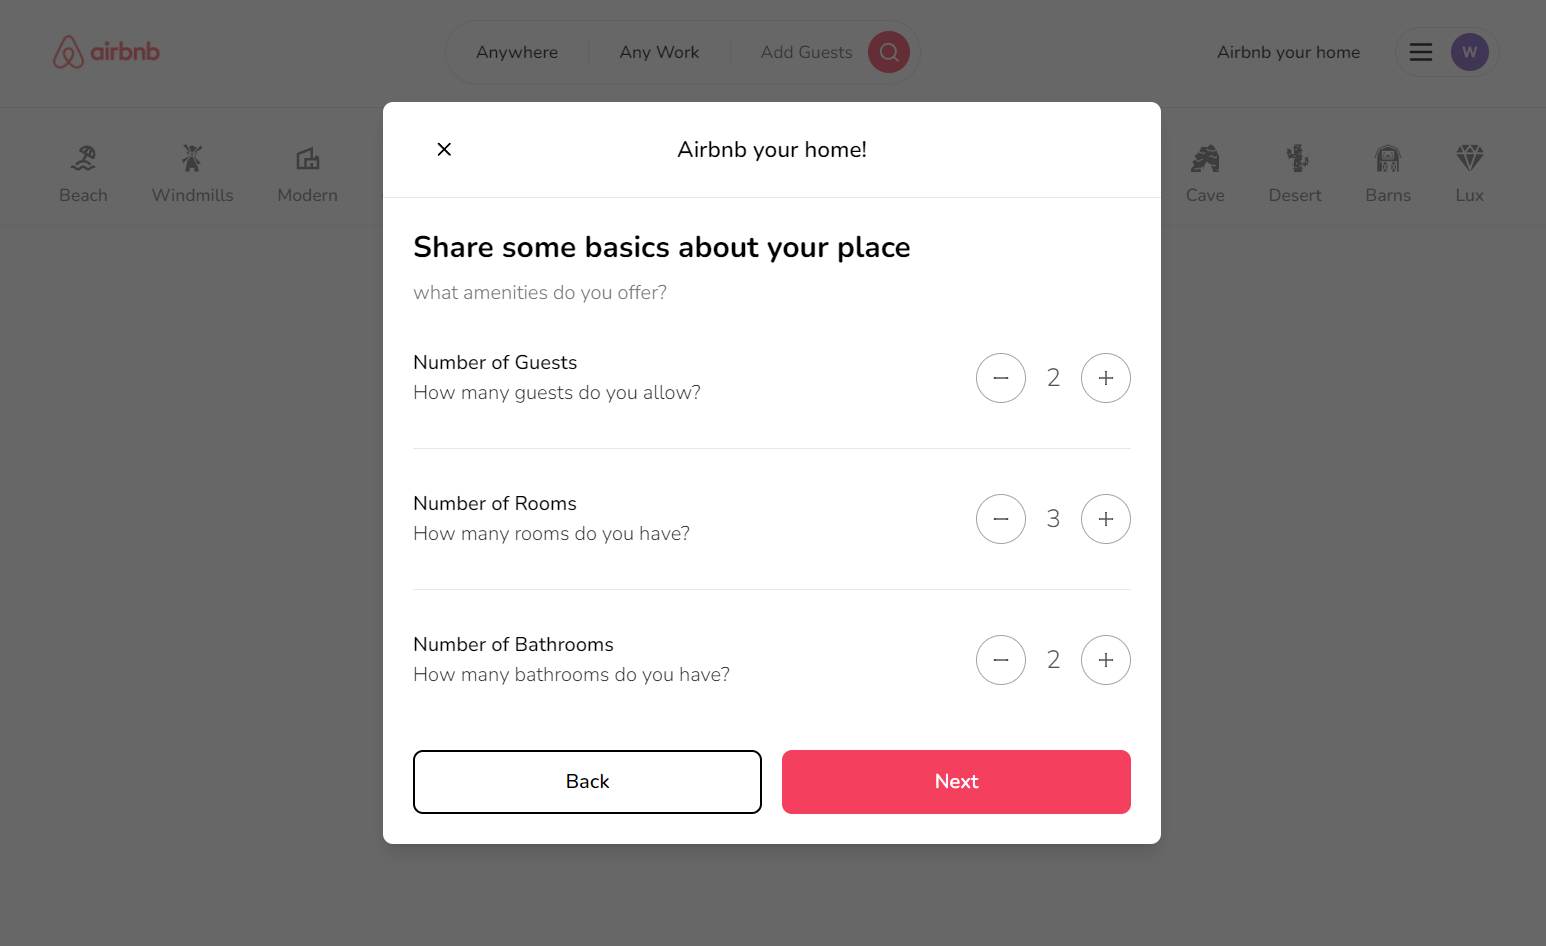 airbnb
Anywhere
Any Work
Add Guests
Airbnb your home
W
Beach
Windmills
Modern
Cave
Desert
Barns
Lux
Airbnb your home!
Share some basics about your place
what amenities do you offer?
Number of Guests
How many guests do you allow?
2
Number of Rooms
How many rooms do you have?
3
Number of Bathrooms
How many bathrooms do you have?
2
Back
Next